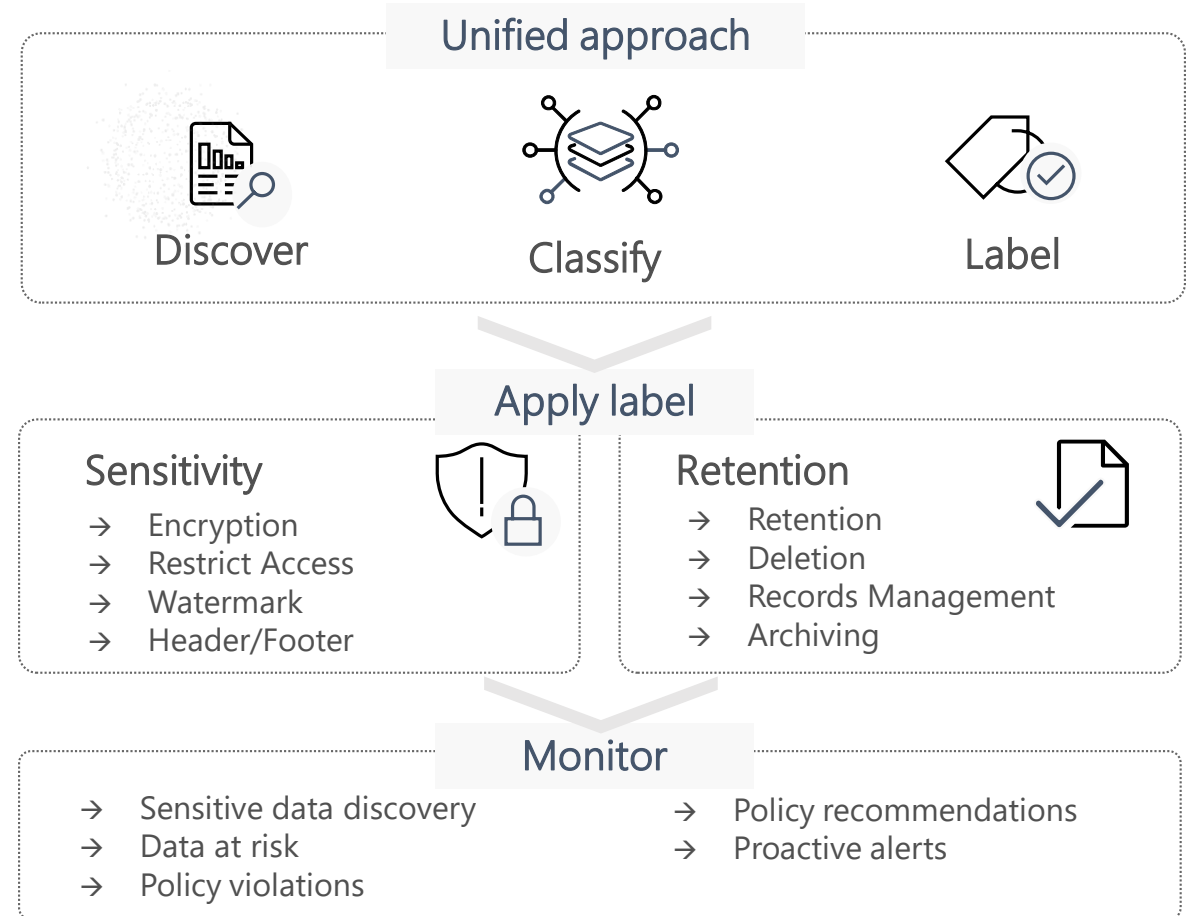 Unified approach
Discover
Classify
Label
Apply label
Sensitivity
→ Encryption
→ Restrict Access
→ Watermark
→ Header/Footer
Retention
→ Retention
→ Deletion
→ Records Management
→ Archiving
Monitor
→ Sensitive data discovery
→ Data at risk
→ Policy violations
→ Policy recommendations
→ Proactive alerts